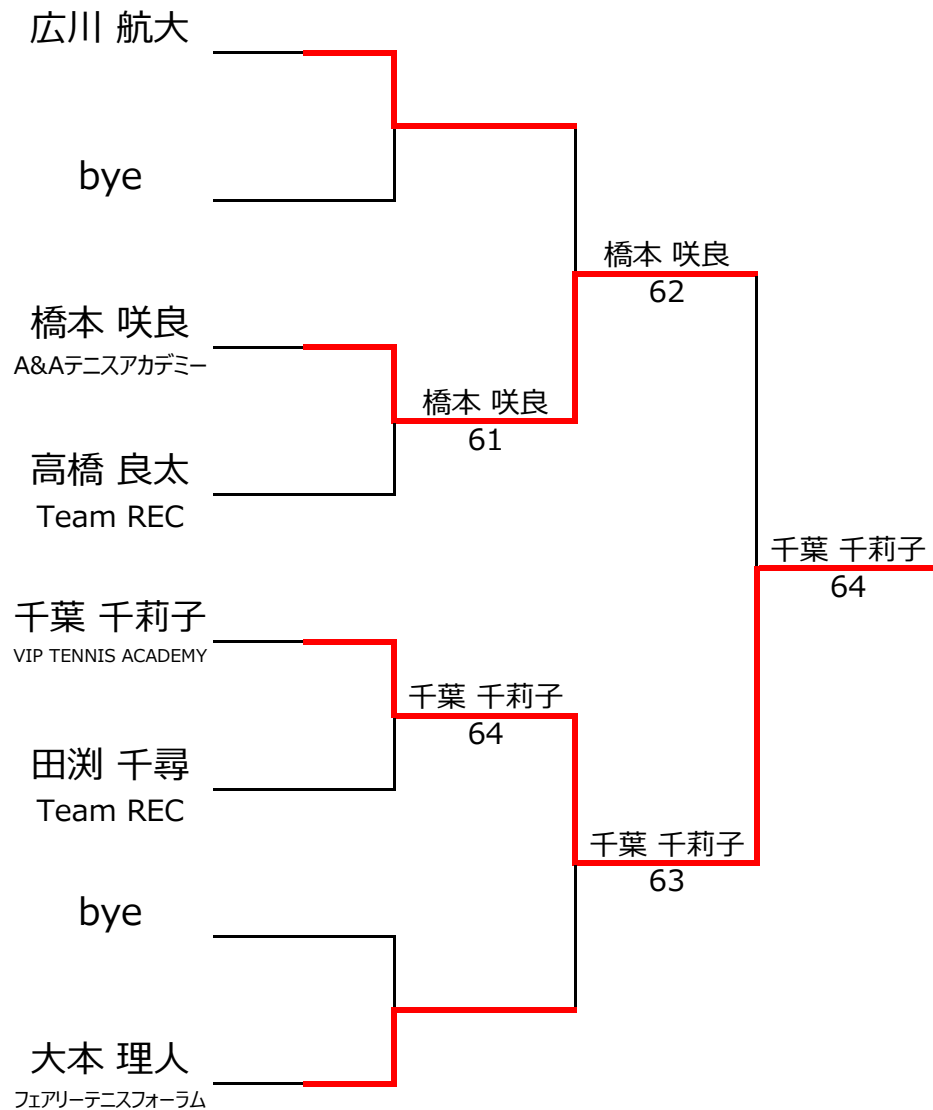 広川 航大
bye
橋本 咲良
A&Aテニスアカデミー
高橋 良太
Team REC
千葉 千莉子
VIP TENNIS ACADEMY
田渕 千尋
Team REC
bye
大本 理人
フェアリーテニスフォーラム
橋本 咲良
61
千葉 千莉子
64
橋本 咲良
62
千葉 千莉子
63
千葉 千莉子
64